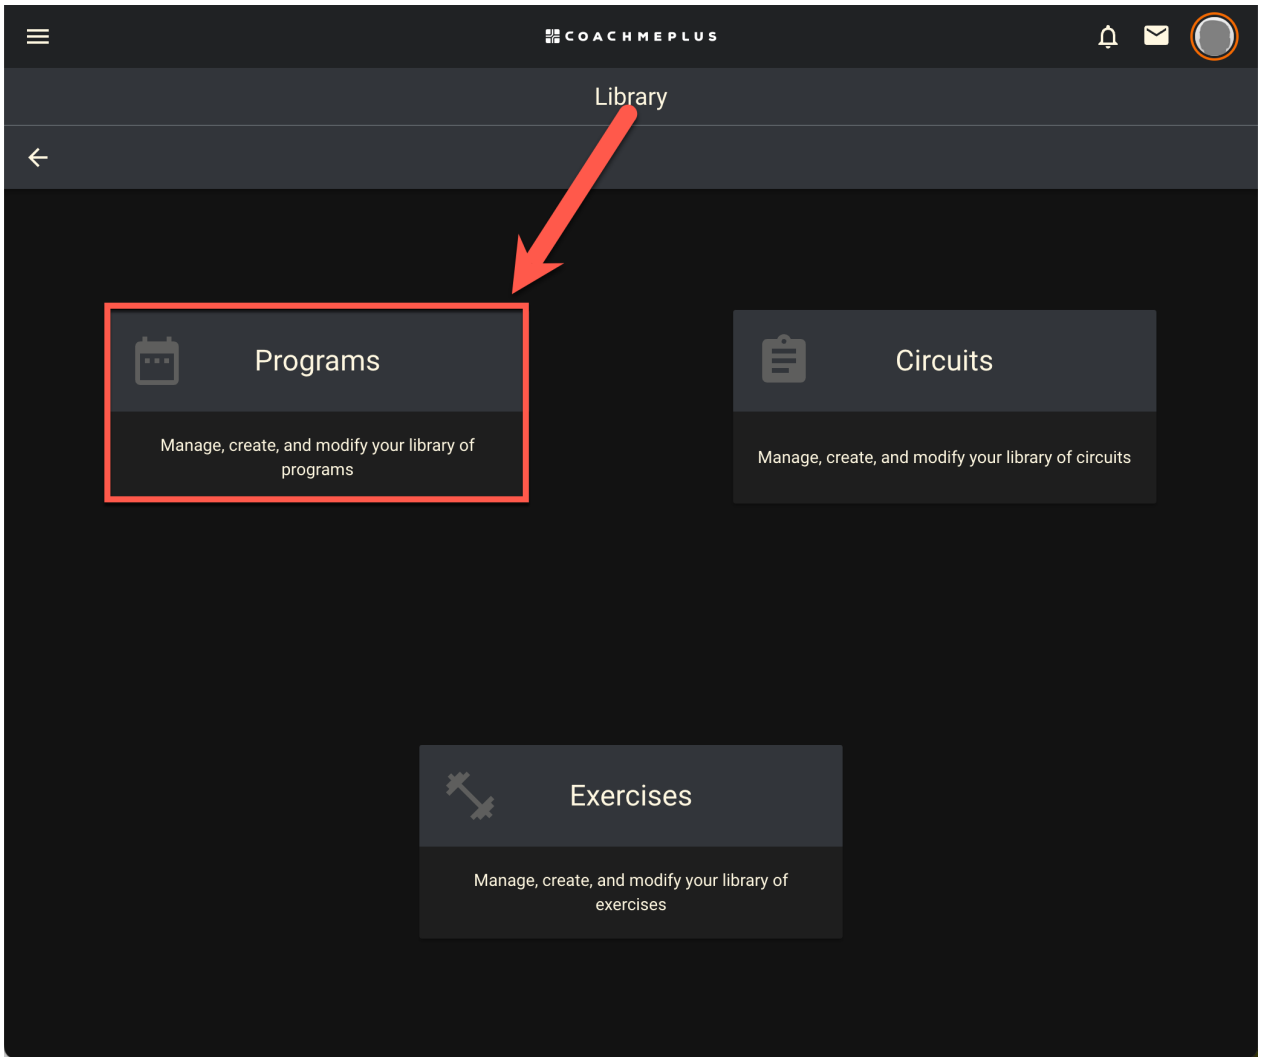 COACHMEPLUS
Library
Programs
Manage, create, and modify your library of
programs
Circuits
Manage, create, and modify your library of circuits
Exercises
Manage, create, and modify your library of
exercises